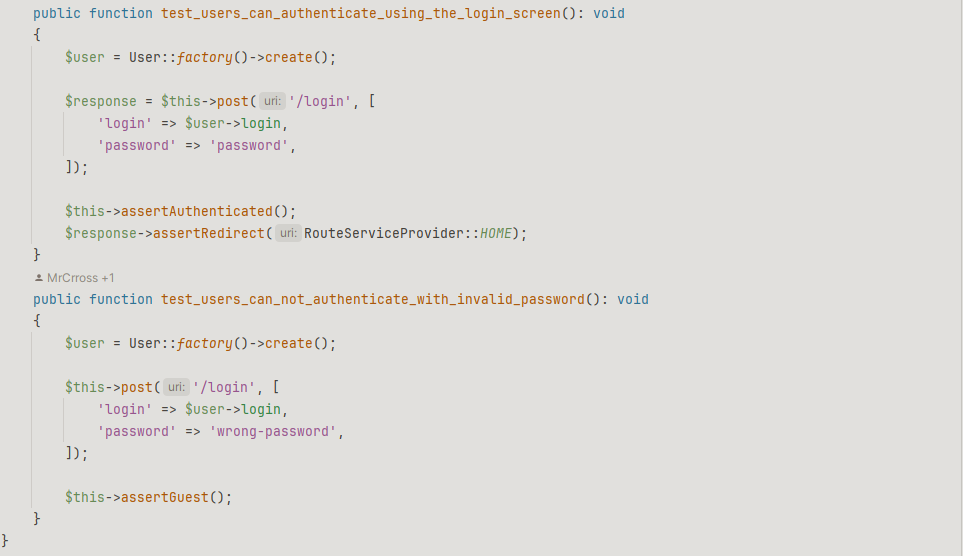 public function test_users_can_authenticate_using_the_login_screen(): void
{
$user = User::factory()->create();
$response = $this->post( uri: '/login', [
'login' => $user->login,
'password' => 'password',
]);
$this->assertAuthenticated();
$response->assertRedirect( uri: RouteServiceProvider::HOME);
}
MrCrross +1
public function test_users_can_not_authenticate_with_invalid_password(): void
{
$user = User::factory()->create();
$this->post( uri: '/login', [
'login' => $user->login,
'password' => 'wrong-password',
]);
$this->assertGuest();
}
}